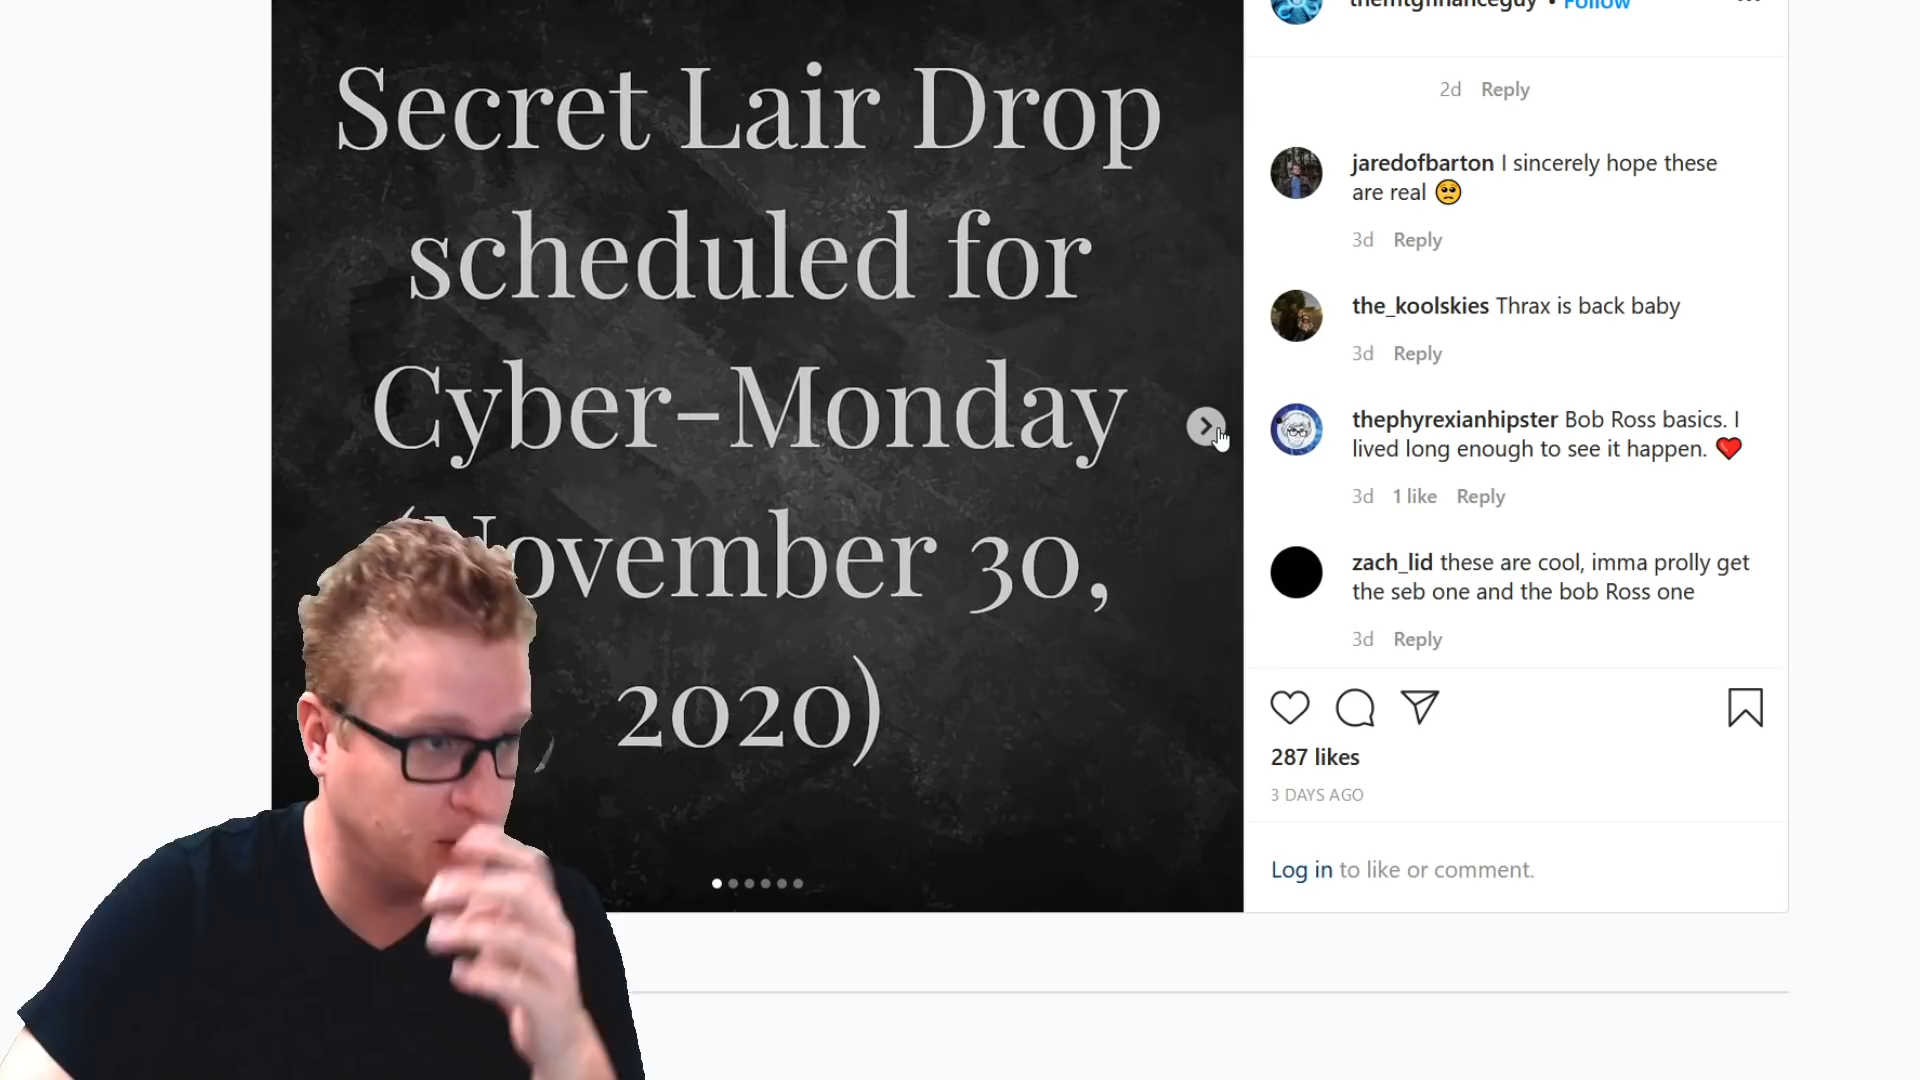 Secret Lair Drop
scheduled for
Cyber-Monday
(November 30,
2020)
themtgfinanceguy • Follow
2d Reply
jaredofbarton I sincerely hope these
are real 🥺
3d Reply
the_koolskies Thrax is back baby
3d Reply
thephyrexianhipster Bob Ross basics. I
lived long enough to see it happen. ❤️
3d 1 like Reply
zach_lid these are cool, imma prolly get
the seb one and the bob Ross one
3d Reply
287 likes
3 DAYS AGO
Log in to like or comment.